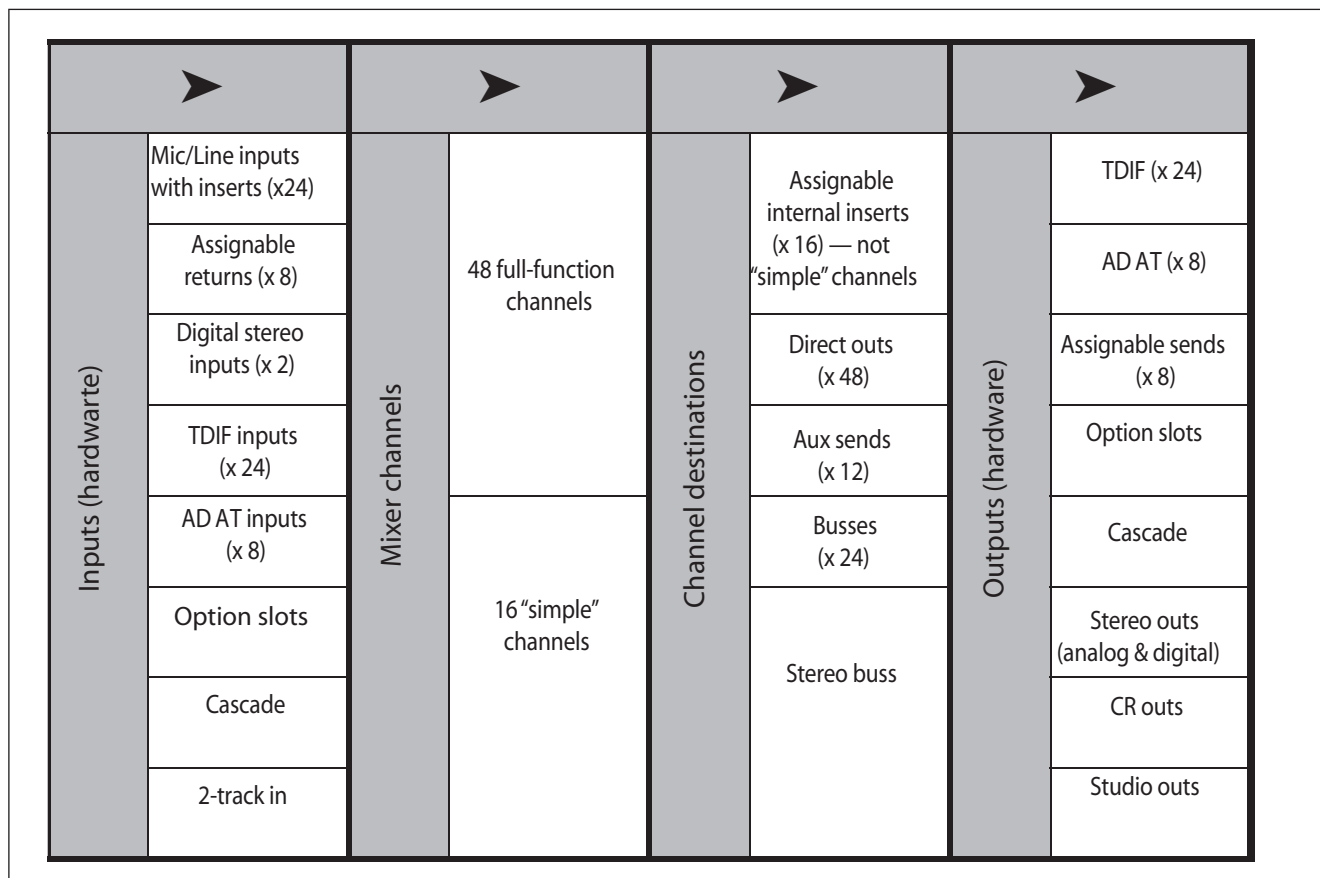 Inputs (hardwarte)
Mic/Line inputs
with inserts (x24)
Assignable
returns (x 8)
Digital stereo
inputs (x 2)
TDIF inputs
(x 24)
AD AT inputs
(x 8)
Option slots
Cascade
2-track in
Mixer channels
48 full-function
channels
16 “simple”
channels
Channel destinations
Assignable
internal inserts
(x 16) — not
“simple” channels
Direct outs
(x 48)
Aux sends
(x 12)
Busses
(x 24)
Stereo buss
Outputs (hardware)
TDIF (x 24)
AD AT (x 8)
Assignable sends
(x 8)
Option slots
Cascade
Stereo outs
(analog & digital)
CR outs
Studio outs